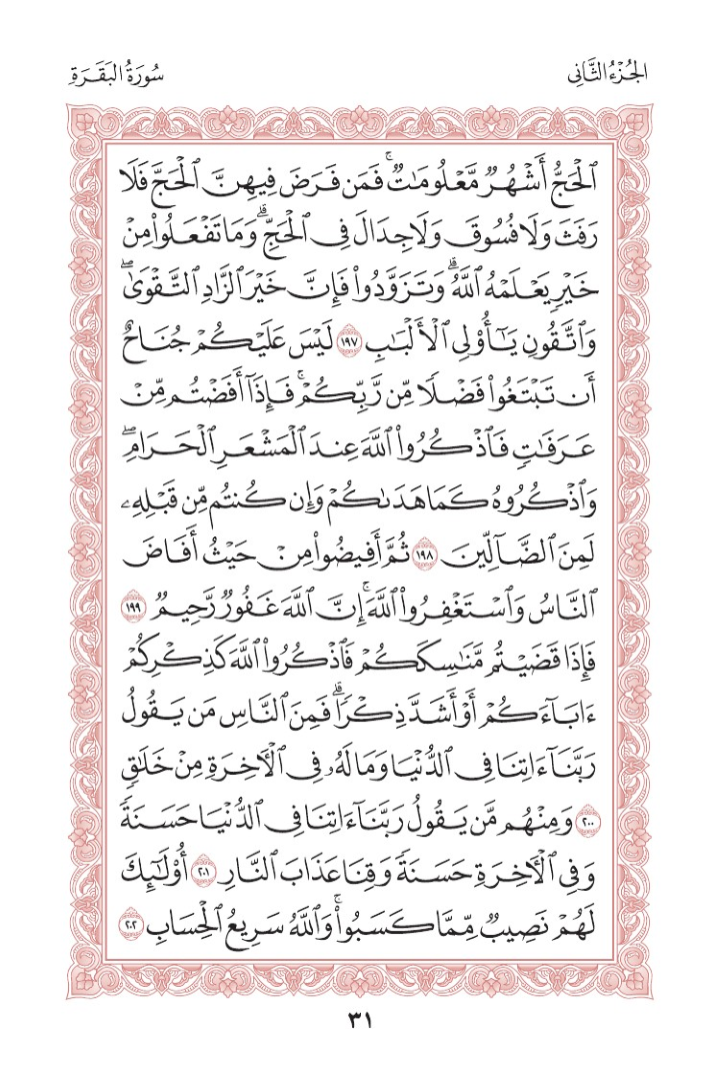 الجُزْءُ الثَّانِي
سُورَةُ البَقَرَةِ
ٱلْحَجُّ أَشْهُرٌ مَّعْلُومَٰتٌۚ فَمَن فَرَضَ فِيهِنَّ ٱلْحَجَّ فَلَا
رَفَثَ وَلَا فُسُوقَ وَلَا جِدَالَ فِي ٱلْحَجِّۗ وَمَا تَفْعَلُوا۟ مِنْ
خَيْرٍ يَعْلَمْهُ ٱللَّهُۗ وَتَزَوَّدُوا۟ فَإِنَّ خَيْرَ ٱلزَّادِ ٱلتَّقْوَىٰۖ
وَٱتَّقُونِ يَٰٓأُو۟لِي ٱلْأَلْبَٰبِ ١٩٧ لَيْسَ عَلَيْكُمْ جُنَاحٌ
أَن تَبْتَغُوا۟ فَضْلًا مِّن رَّبِّكُمْۚ فَإِذَآ أَفَضْتُم مِّنْ
عَرَفَٰتٍ فَٱذْكُرُوا۟ ٱللَّهَ عِندَ ٱلْمَشْعَرِ ٱلْحَرَامِۖ
وَٱذْكُرُوهُ كَمَا هَدَىٰكُمْ وَإِن كُنتُم مِّن قَبْلِهِۦ
لَمِنَ ٱلضَّآلِّينَ ١٩٨ ثُمَّ أَفِيضُوا۟ مِنْ حَيْثُ أَفَاضَ
ٱلنَّاسُ وَٱسْتَغْفِرُوا۟ ٱللَّهَۚ إِنَّ ٱللَّهَ غَفُورٌ رَّحِيمٌ ١٩٩
فَإِذَا قَضَيْتُم مَّنَٰسِكَكُمْ فَٱذْكُرُوا۟ ٱللَّهَ كَذِكْرِكُمْ
ءَابَآءَكُمْ أَوْ أَشَدَّ ذِكْرًاۗ فَمِنَ ٱلنَّاسِ مَن يَقُولُ
رَبَّنَآ ءَاتِنَا فِي ٱلدُّنْيَا وَمَا لَهُۥ فِي ٱلْأَخِرَةِ مِنْ خَلَٰقٍ
٢٠٠ وَمِنْهُم مَّن يَقُولُ رَبَّنَآ ءَاتِنَا فِي ٱلدُّنْيَا حَسَنَةً
وَفِي ٱلْأَخِرَةِ حَسَنَةً وَقِنَا عَذَابَ ٱلنَّارِ ٢٠١ أُو۟لَٰٓئِكَ
لَهُمْ نَصِيبٌ مِّمَّا كَسَبُوا۟ۚ وَٱللَّهُ سَرِيعُ ٱلْحِسَابِ ٢٠٢
٣١